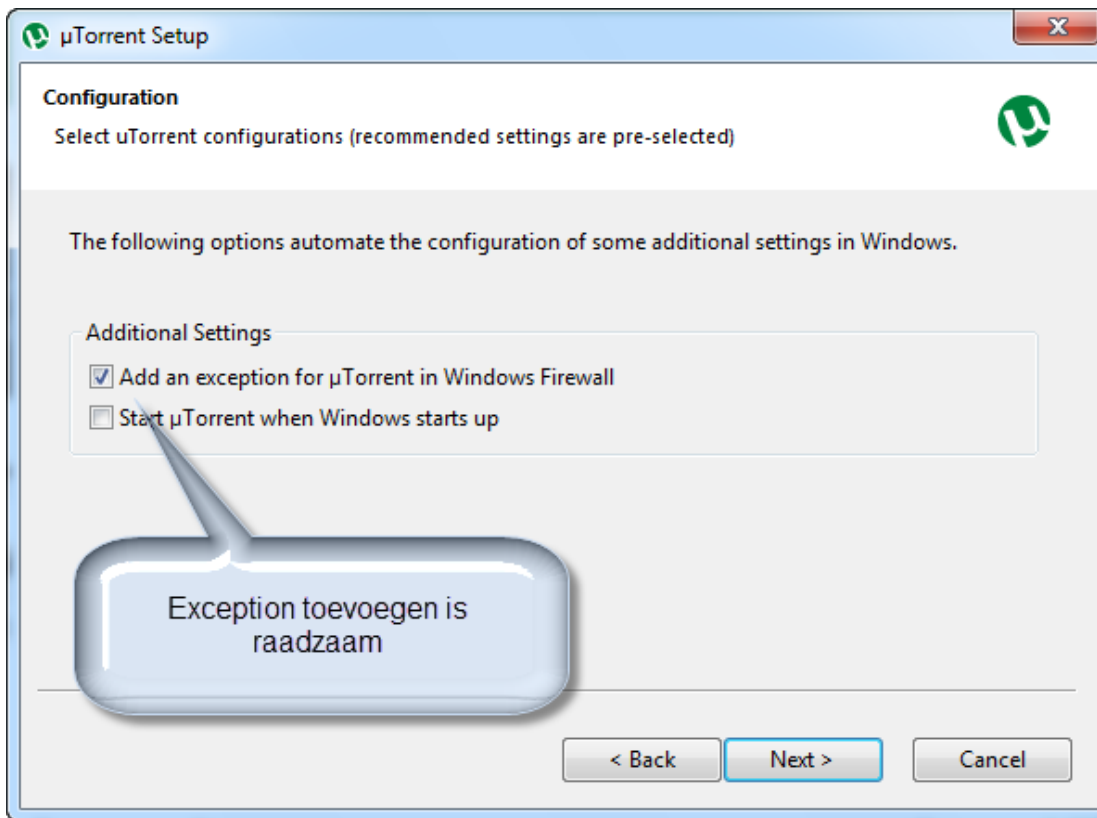 µTorrent Setup
Configuration
Select uTorrent configurations (recommended settings are pre-selected)
The following options automate the configuration of some additional settings in Windows.
Additional Settings
Add an exception for µTorrent in Windows Firewall
Start µTorrent when Windows starts up
Exception toevoegen is
raadzaam
< Back
Next >
Cancel